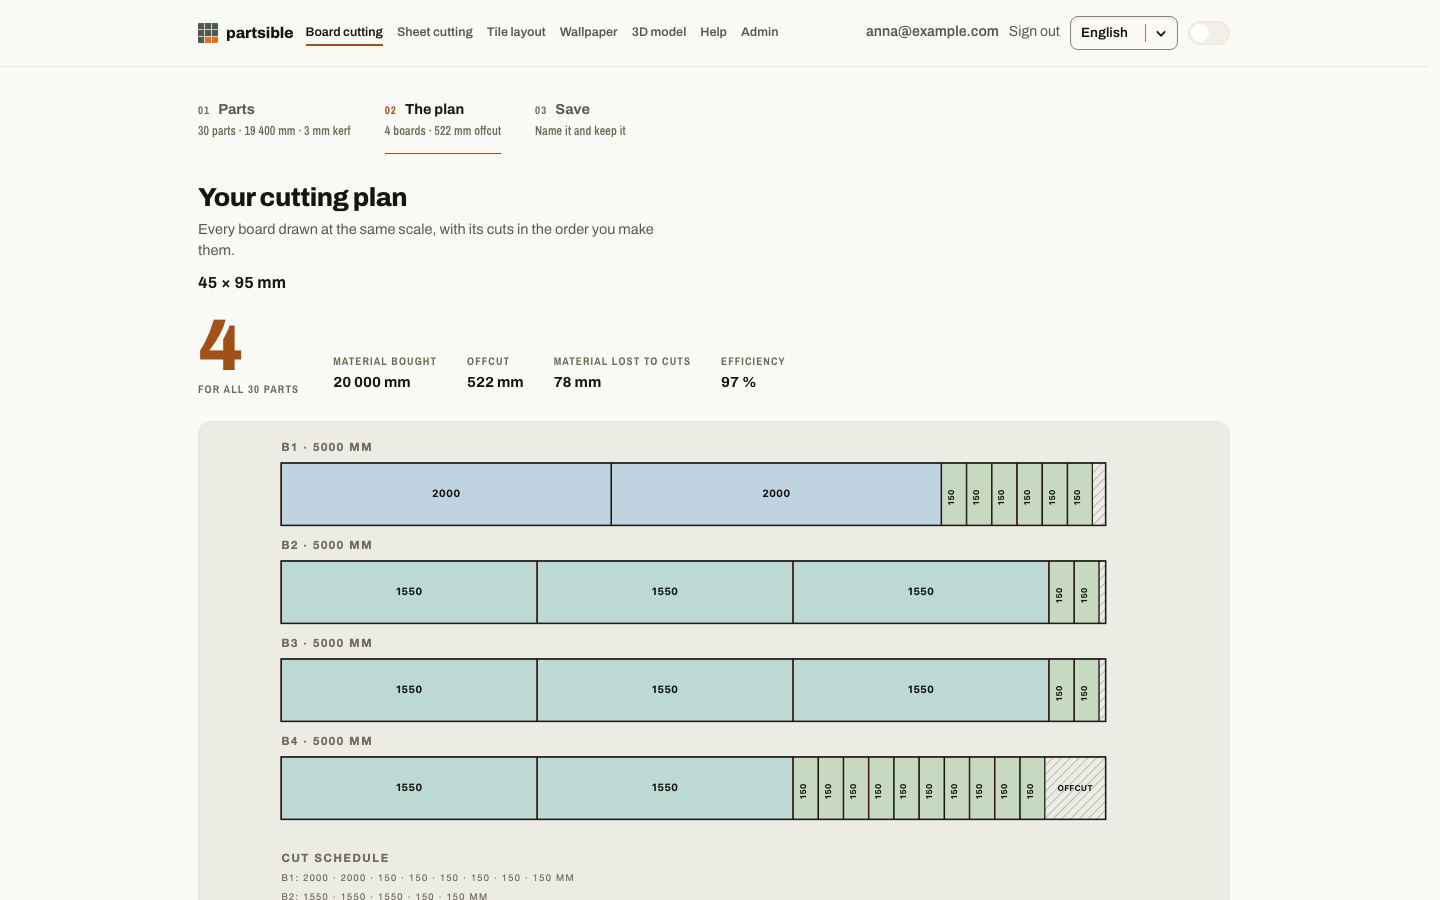 partsible Board cutting Sheet cutting Tile layout Wallpaper 3D model Help Admin anna@example.com Sign out English
01 Parts
30 parts · 19 400 mm · 3 mm kerf
02 The plan
4 boards · 522 mm offcut
03 Save
Name it and keep it
Your cutting plan
Every board drawn at the same scale, with its cuts in the order you make
them.
45 × 95 mm
4
FOR ALL 30 PARTS
MATERIAL BOUGHT
20 000 mm
OFFCUT
522 mm
MATERIAL LOST TO CUTS
78 mm
EFFICIENCY
97 %
B1 · 5000 MM
2000 2000 150 150 150 150 150 150
B2 · 5000 MM
1550 1550 1550 150 150
B3 · 5000 MM
1550 1550 1550 150 150
B4 · 5000 MM
1550 1550 150 150 150 150 150 150 150 150 150 150 OFFCUT
CUT SCHEDULE
B1: 2000 · 2000 · 150 · 150 · 150 · 150 · 150 · 150 MM
B2: 1550 · 1550 · 1550 · 150 · 150 MM